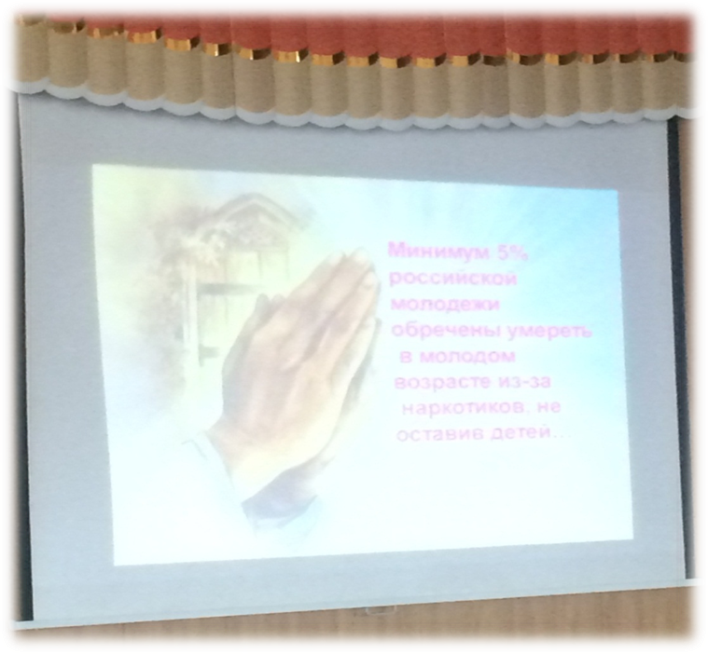 Минимум 5%
российской
молодежи
обречены умереть
в молодом
возрасте из-за
наркотиков, не
оставив детей...